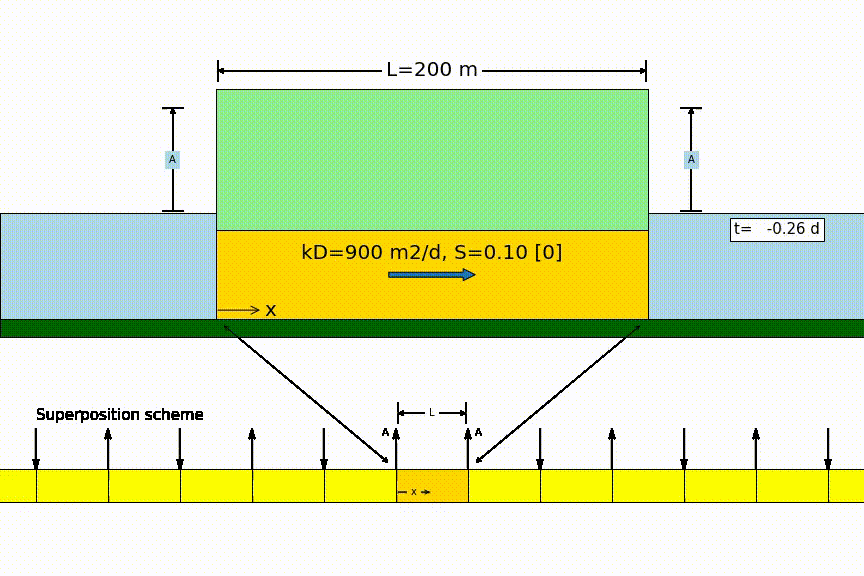 L=200 m
A
A
t=   -0.26 d
kD=900 m2/d, S=0.10 [0]
x
Superposition scheme
L
A
A
x